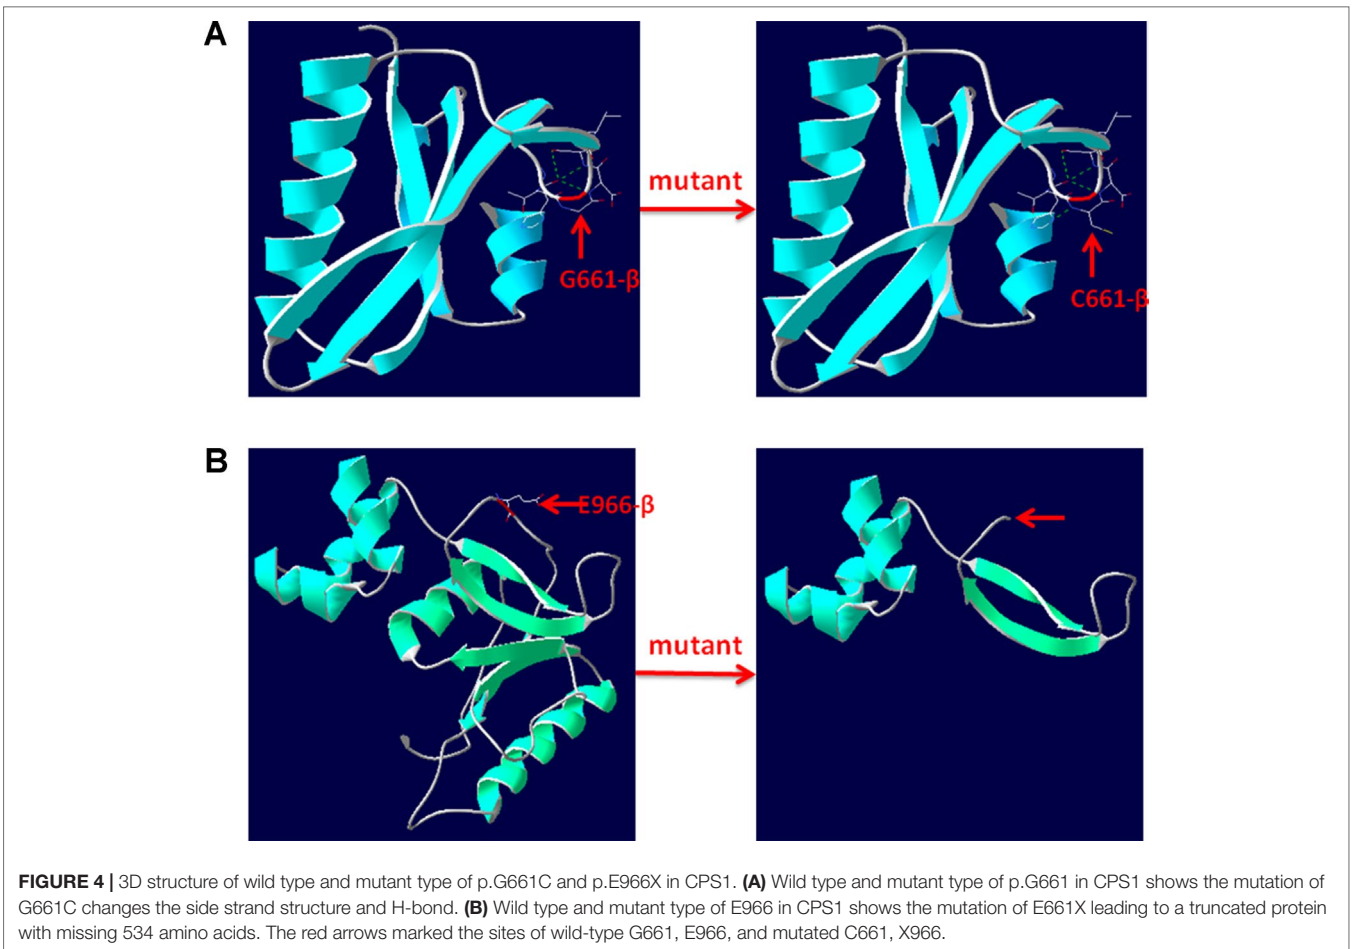 A
mutant
G661-β
C661-β
B
E966-β
mutant
FIGURE 4 | 3D structure of wild type and mutant type of p.G661C and p.E966X in CPS1. (A) Wild type and mutant type of p.G661 in CPS1 shows the mutation of
G661C changes the side strand structure and H-bond. (B) Wild type and mutant type of E966 in CPS1 shows the mutation of E661X leading to a truncated protein
with missing 534 amino acids. The red arrows marked the sites of wild-type G661, E966, and mutated C661, X966.